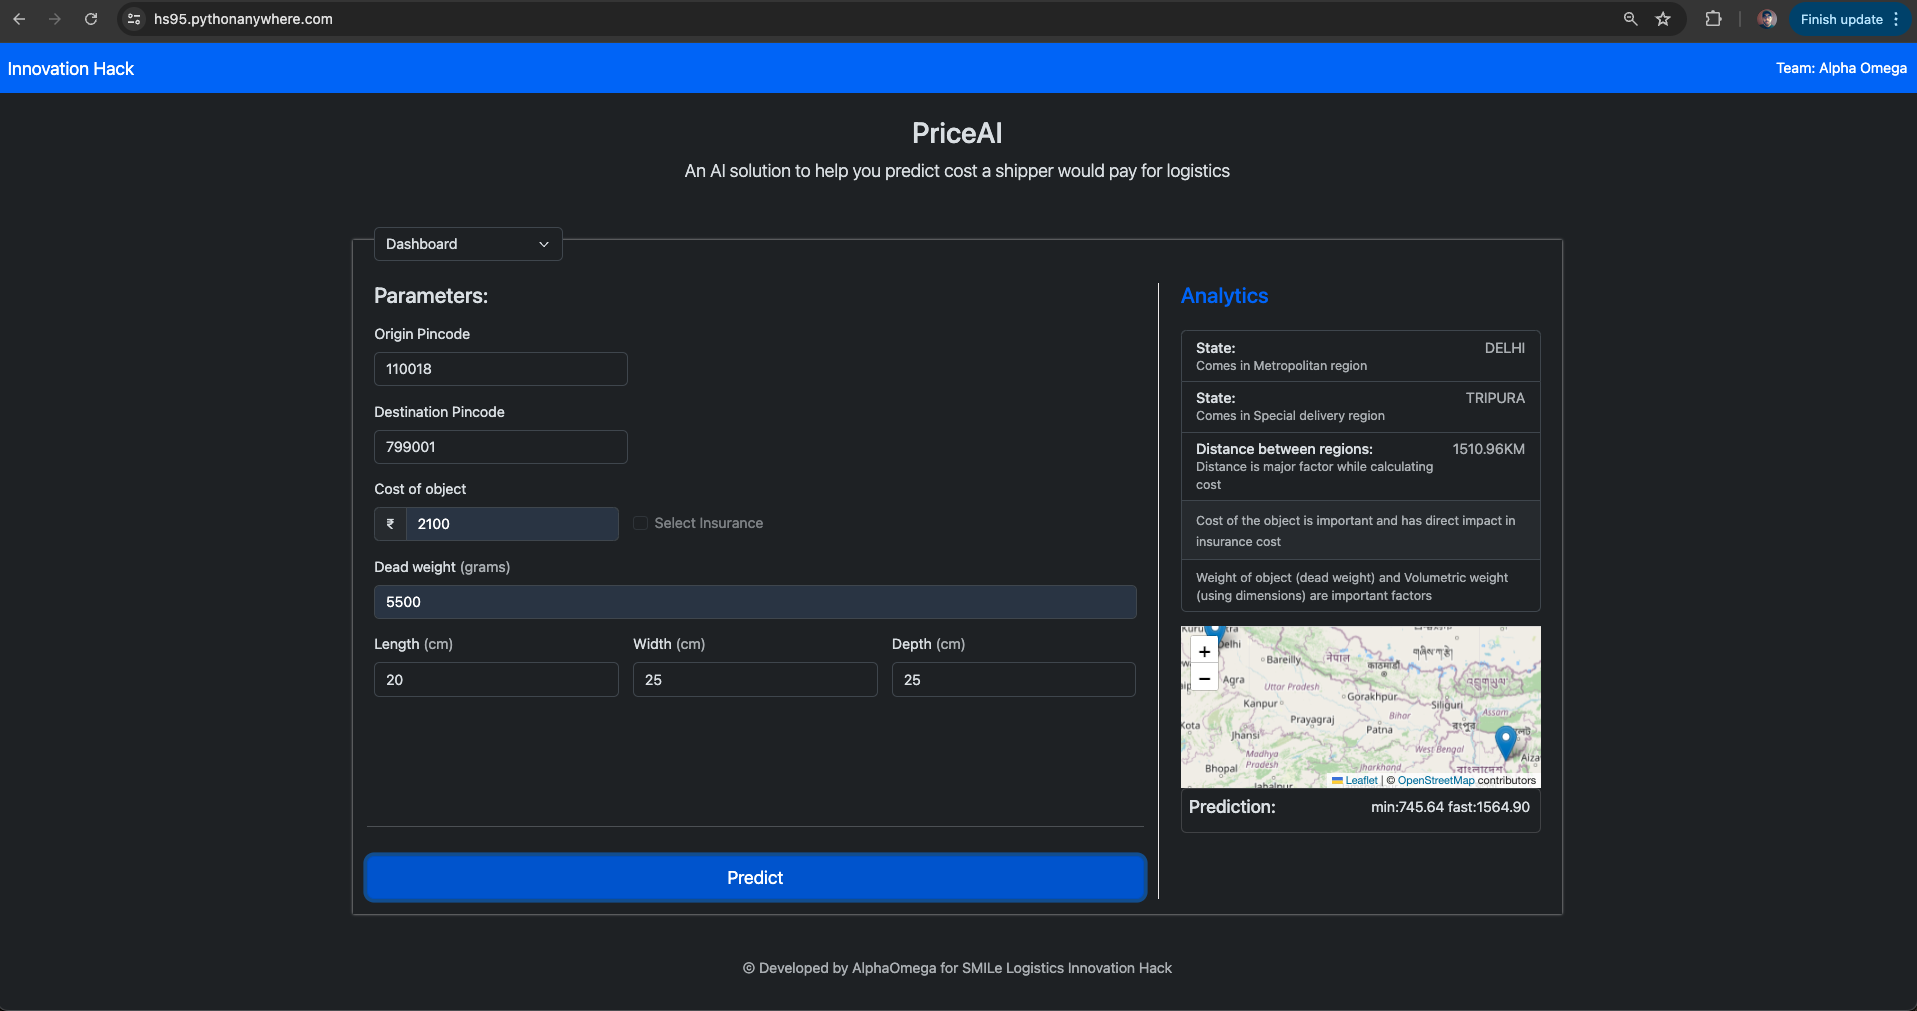 hs95.pythonanywhere.com
Finish update
Innovation Hack
Team: Alpha Omega
PriceAI
An AI solution to help you predict cost a shipper would pay for logistics
Dashboard
Parameters:
Origin Pincode
110018
Destination Pincode
799001
Cost of object
₹ 2100
Select Insurance
Dead weight (grams)
5500
Length (cm) Width (cm) Depth (cm)
20 25 25
Predict
Analytics
State: DELHI
Comes in Metropolitan region
State: TRIPURA
Comes in Special delivery region
Distance between regions: 1510.96KM
Distance is major factor while calculating
cost
Cost of the object is important and has direct impact in
insurance cost
Weight of object (dead weight) and Volumetric weight
(using dimensions) are important factors
+
−
Delhi
Bareilly
नेपाल
Agra
Uttar Pradesh
Gorakhpur
Kanpur
Siliguri
Assam
Prayagraj
Bihar
Kota
Jhansi
Patna
West Bengal
Madhya
Pradesh
Bhopal
Jharkhand
Leaflet | © OpenStreetMap contributors
Prediction: min:745.64 fast:1564.90
© Developed by AlphaOmega for SMILe Logistics Innovation Hack